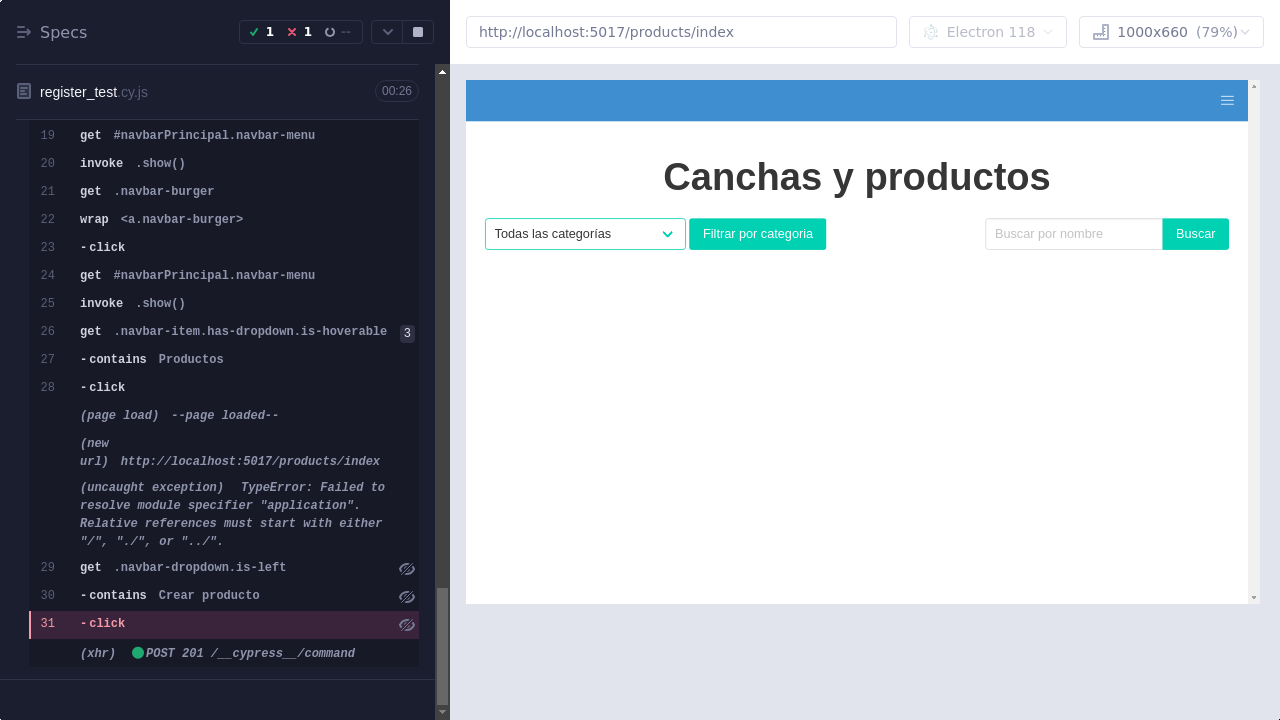 Specs
1
1
--
register_test.cy.js
00:26
19 get #navbarPrincipal.navbar-menu
20 invoke .show()
21 get .navbar-burger
22 wrap <a.navbar-burger>
23 -click
24 get #navbarPrincipal.navbar-menu
25 invoke .show()
26 get .navbar-item.has-dropdown.is-hoverable 3
27 -contains Productos
28 -click
(page load) --page loaded--
(new
url) http://localhost:5017/products/index
(uncaught exception) TypeError: Failed to
resolve module specifier "application".
Relative references must start with either
"/", "./", or "../".
29 get .navbar-dropdown.is-left
30 -contains Crear producto
31 -click
(xhr) POST 201 /__cypress__/command
http://localhost:5017/products/index
Electron 118
1000x660 (79%)
Canchas y productos
Todas las categorías
Filtrar por categoria
Buscar por nombre
Buscar